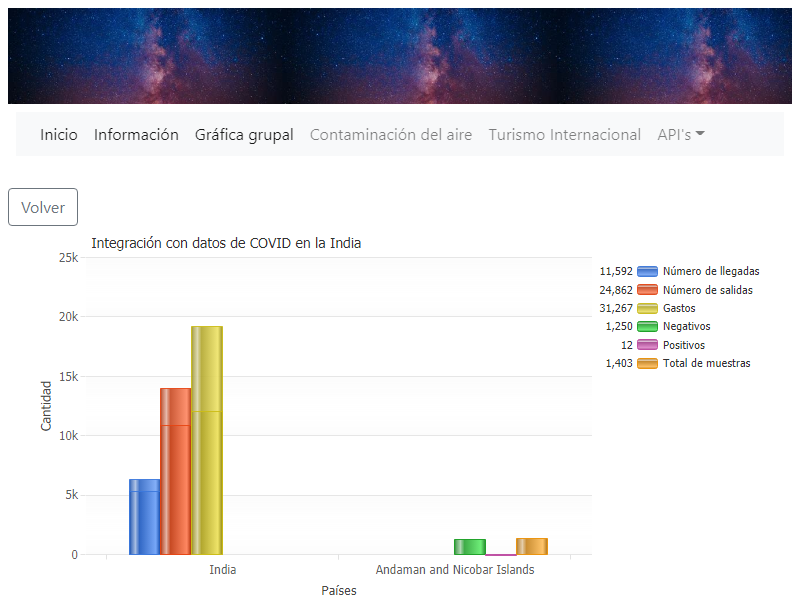 Inicio Información Gráfica grupal Contaminación del aire Turismo Internacional API's
Volver
Integración con datos de COVID en la India
25k
20k
15k
10k
5k
0
Cantidad
India
Andaman and Nicobar Islands
Países
11,592 Número de llegadas
24,862 Número de salidas
31,267 Gastos
1,250 Negativos
12 Positivos
1,403 Total de muestras